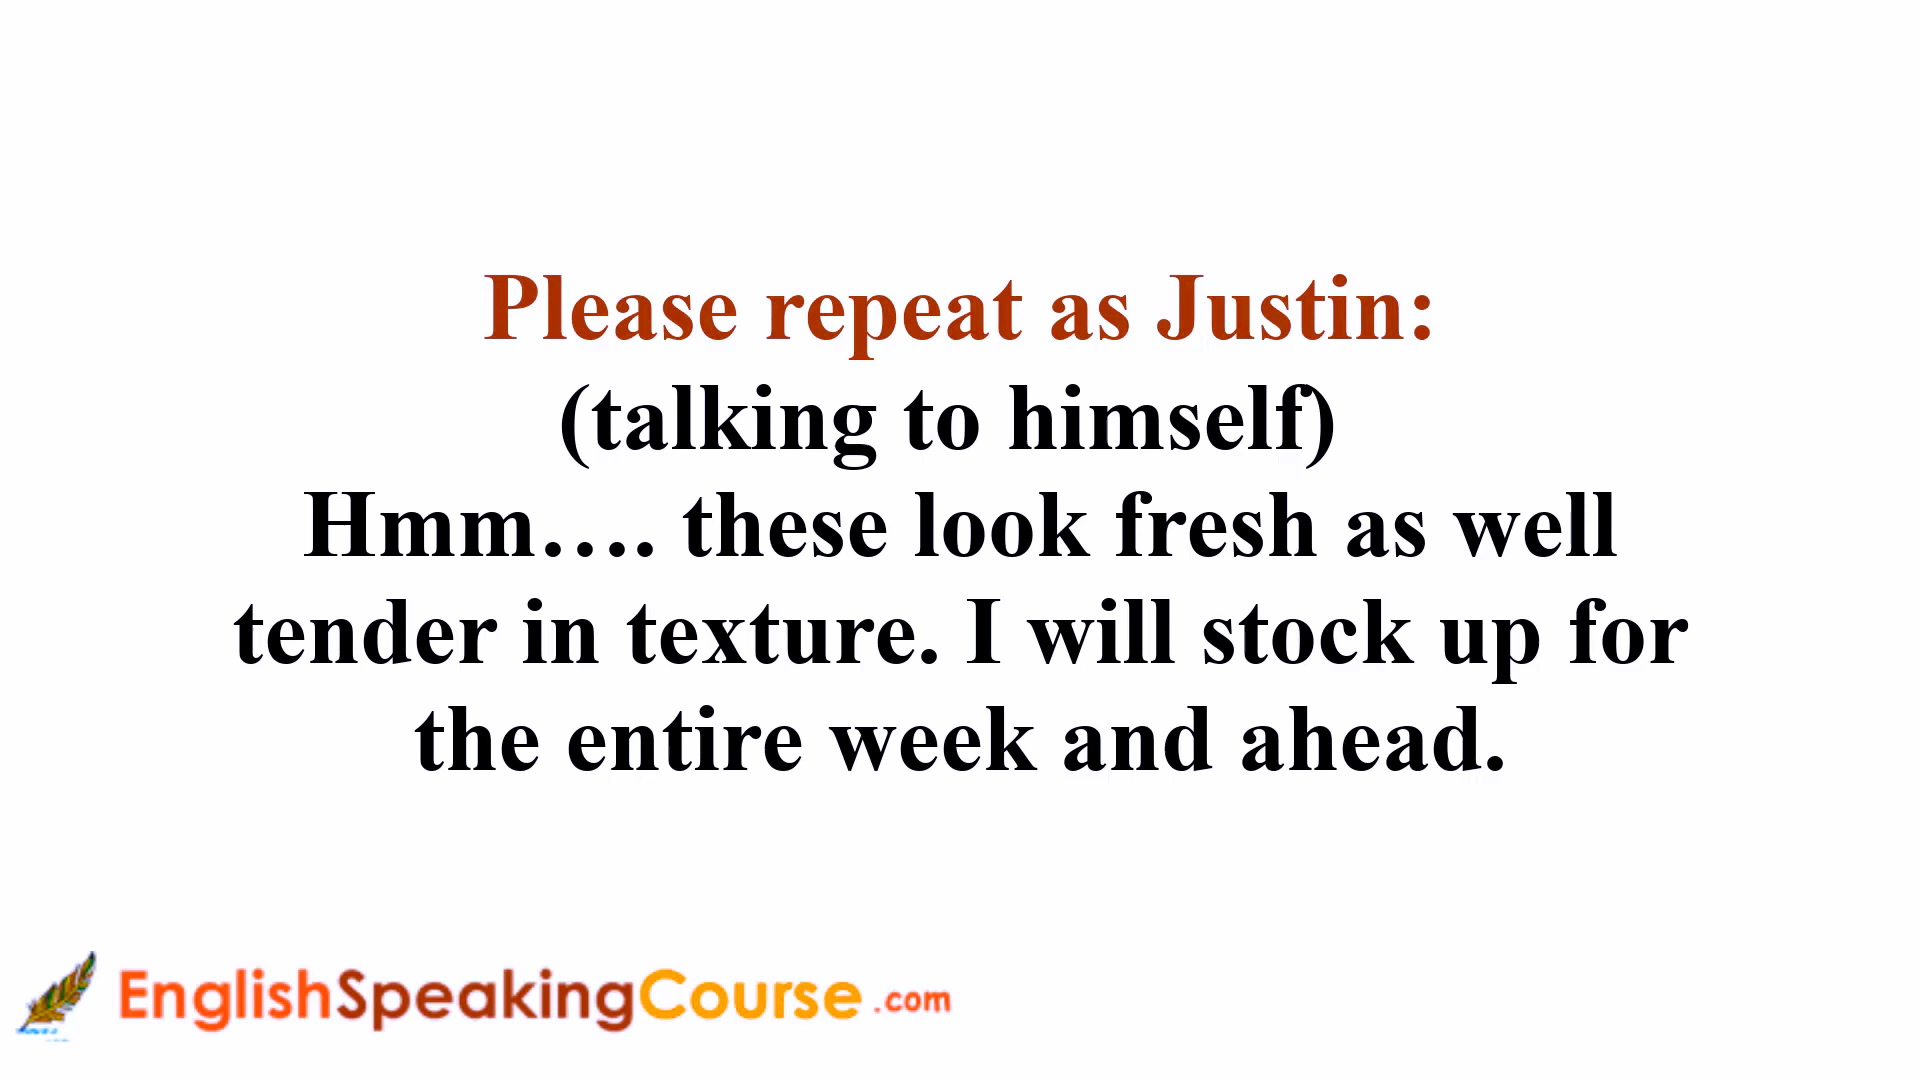 Please repeat as Justin:
(talking to himself)
Hmm…. these look fresh as well
tender in texture. I will stock up for
the entire week and ahead.
EnglishSpeakingCourse.com